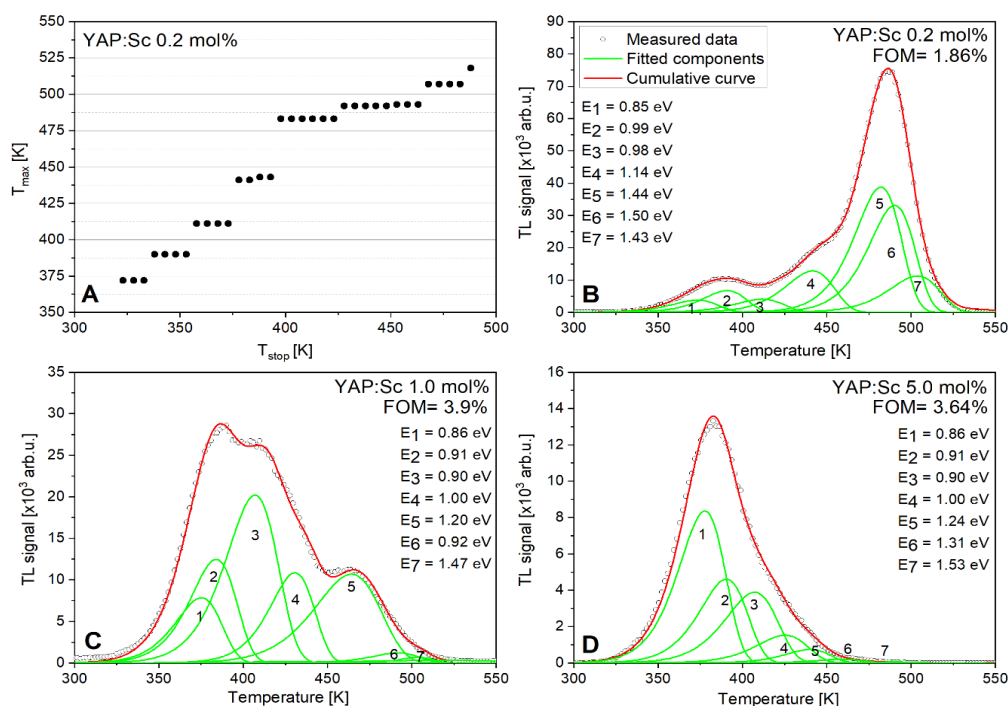 YAP:Sc 0.2 mol%
550
525
500
475
450
425
400
375
350
T_max [K]
A
300 350 400 450 500
T_stop [K]
Measured data
Fitted components
Cumulative curve
YAP:Sc 0.2 mol%
FOM = 1.86%
E1 = 0.85 eV
E2 = 0.99 eV
E3 = 0.98 eV
E4 = 1.14 eV
E5 = 1.44 eV
E6 = 1.50 eV
E7 = 1.43 eV
90
80
70
60
50
40
30
20
10
0
TL signal [x10³ arb.u.]
1 2 3 4 5 6 7
B
300 350 400 450 500 550
Temperature [K]
YAP:Sc 1.0 mol%
FOM= 3.9%
E1 = 0.86 eV
E2 = 0.91 eV
E3 = 0.90 eV
E4 = 1.00 eV
E5 = 1.20 eV
E6 = 0.92 eV
E7 = 1.47 eV
35
30
25
20
15
10
5
0
TL signal [x10³ arb.u.]
1 2 3 4 5 6 7
C
300 350 400 450 500 550
Temperature [K]
YAP:Sc 5.0 mol%
FOM= 3.64%
E1 = 0.86 eV
E2 = 0.91 eV
E3 = 0.90 eV
E4 = 1.00 eV
E5 = 1.24 eV
E6 = 1.31 eV
E7 = 1.53 eV
16
14
12
10
8
6
4
2
0
TL signal [x10³ arb.u.]
1 2 3 4 5 6 7
D
300 350 400 450 500 550
Temperature [K]